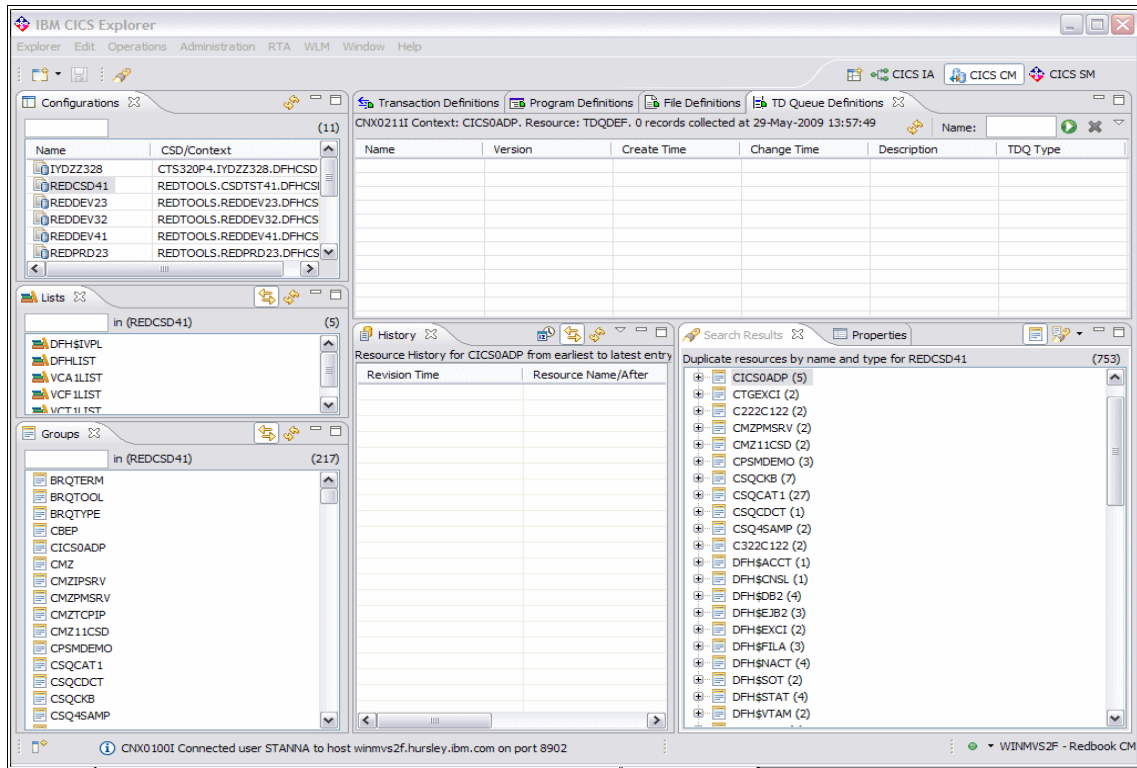 IBM CICS Explorer
Explorer Edit Operations Administration RTA WLM Window Help
CICS IA CICS CM CICS SM
Configurations
(11)
Name CSD/Context
IYDZZ328 CTS320P4.IYDZZ328.DFHCSD
REDCSD41 REDTOOLS.CSDTST41.DFHCSI
REDDEV23 REDTOOLS.REDDEV23.DFHCS
REDDEV32 REDTOOLS.REDDEV32.DFHCS
REDDEV41 REDTOOLS.REDDEV41.DFHCS
REDPRD23 REDTOOLS.REDPRD23.DFHCS
Lists
in (REDCSD41) (5)
DFH$IVPL
DFHLIST
VCA1LIST
VCF1LIST
VCT1LIST
Groups
in (REDCSD41) (217)
BRQTERM
BRQTOOL
BRQTYPE
CBEP
CICS0ADP
CMZ
CMZIPSRV
CMZPMSRV
CMZTCPIP
CMZ11CSD
CPSMDEMO
CSQCAT1
CSQCDCT
CSQCKB
CSQ4SAMP
Transaction Definitions Program Definitions File Definitions TD Queue Definitions
CNX0211I Context: CICS0ADP. Resource: TDQDEF. 0 records collected at 29-May-2009 13:57:49 Name:
Name Version Create Time Change Time Description TDQ Type
History
Resource History for CICS0ADP from earliest to latest entry
Revision Time Resource Name/After
Search Results Properties
Duplicate resources by name and type for REDCSD41 (753)
CICS0ADP (5)
CTGEXCI (2)
C222C122 (2)
CMZPMSRV (2)
CMZ11CSD (2)
CPSMDEMO (3)
CSQCKB (7)
CSQCAT1 (27)
CSQCDCT (1)
CSQ4SAMP (2)
C322C122 (2)
DFH$ACCT (1)
DFH$CNSL (1)
DFH$DB2 (4)
DFH$EJB2 (3)
DFH$EXCI (2)
DFH$FILA (3)
DFH$NACT (4)
DFH$SOT (2)
DFH$STAT (4)
DFH$VTAM (2)
CNX0100I Connected user STANNA to host winmvs2f.hursley.ibm.com on port 8902
WINMVS2F - Redbook CM